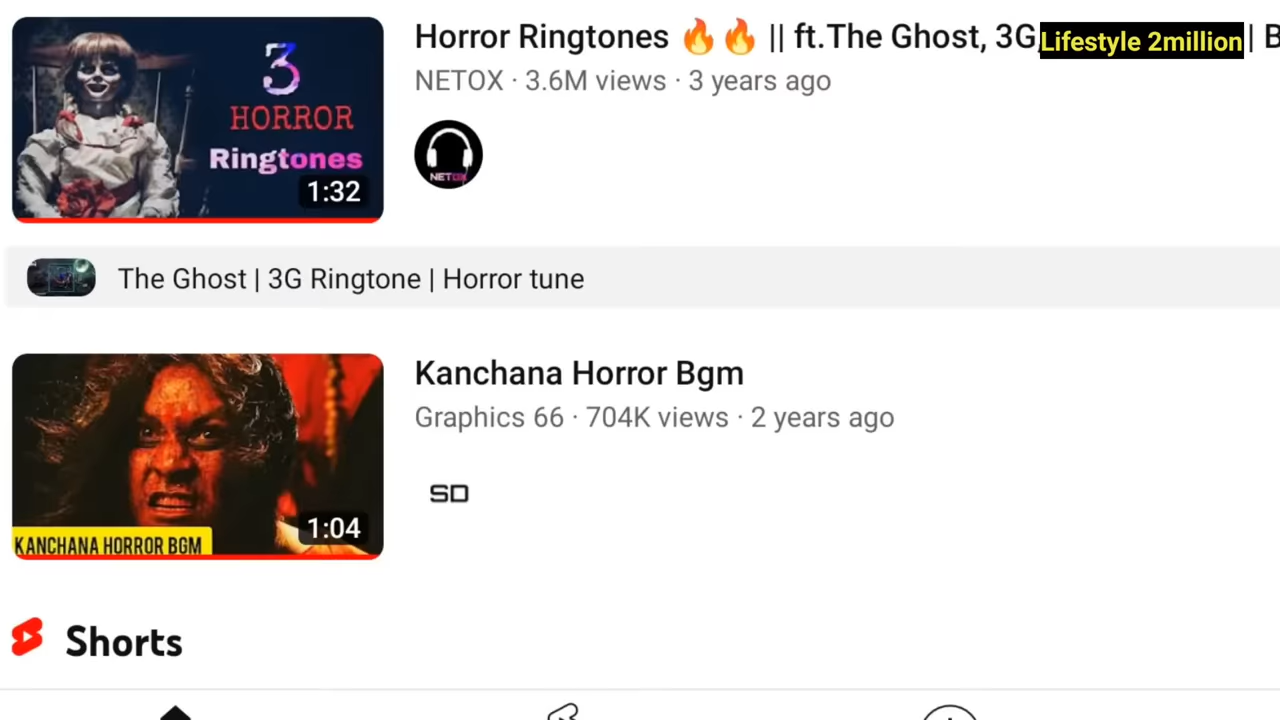 Horror Ringtones 🔥🔥 || ft.The Ghost, 3G, | B
Lifestyle 2million
NETOX · 3.6M views · 3 years ago
3
HORROR
Ringtones
1:32
NETOX
The Ghost | 3G Ringtone | Horror tune
Kanchana Horror Bgm
Graphics 66 · 704K views · 2 years ago
SD
KANCHANA HORROR BGM
1:04
Shorts